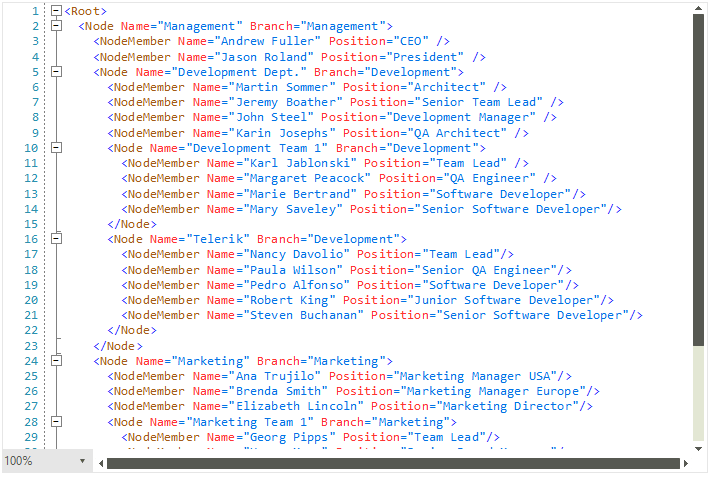 1 <Root>
2 <Node Name="Management" Branch="Management">
3 <NodeMember Name="Andrew Fuller" Position="CEO" />
4 <NodeMember Name="Jason Roland" Position="President" />
5 <Node Name="Development Dept." Branch="Development">
6 <NodeMember Name="Martin Sommer" Position="Architect" />
7 <NodeMember Name="Jeremy Boather" Position="Senior Team Lead" />
8 <NodeMember Name="John Steel" Position="Development Manager" />
9 <NodeMember Name="Karin Josephs" Position="QA Architect" />
10 <Node Name="Development Team 1" Branch="Development">
11 <NodeMember Name="Karl Jablonski" Position="Team Lead" />
12 <NodeMember Name="Margaret Peacock" Position="QA Engineer" />
13 <NodeMember Name="Marie Bertrand" Position="Software Developer"/>
14 <NodeMember Name="Mary Saveley" Position="Senior Software Developer"/>
15 </Node>
16 <Node Name="Telerik" Branch="Development">
17 <NodeMember Name="Nancy Davolio" Position="Team Lead"/>
18 <NodeMember Name="Paula Wilson" Position="Senior QA Engineer"/>
19 <NodeMember Name="Pedro Alfonso" Position="Software Developer"/>
20 <NodeMember Name="Robert King" Position="Junior Software Developer"/>
21 <NodeMember Name="Steven Buchanan" Position="Senior Software Developer"/>
22 </Node>
23 </Node>
24 <Node Name="Marketing" Branch="Marketing">
25 <NodeMember Name="Ana Trujilo" Position="Marketing Manager USA"/>
26 <NodeMember Name="Brenda Smith" Position="Marketing Manager Europe"/>
27 <NodeMember Name="Elizabeth Lincoln" Position="Marketing Director"/>
28 <Node Name="Marketing Team 1" Branch="Marketing">
29 <NodeMember Name="Georg Pipps" Position="Team Lead"/>
100%